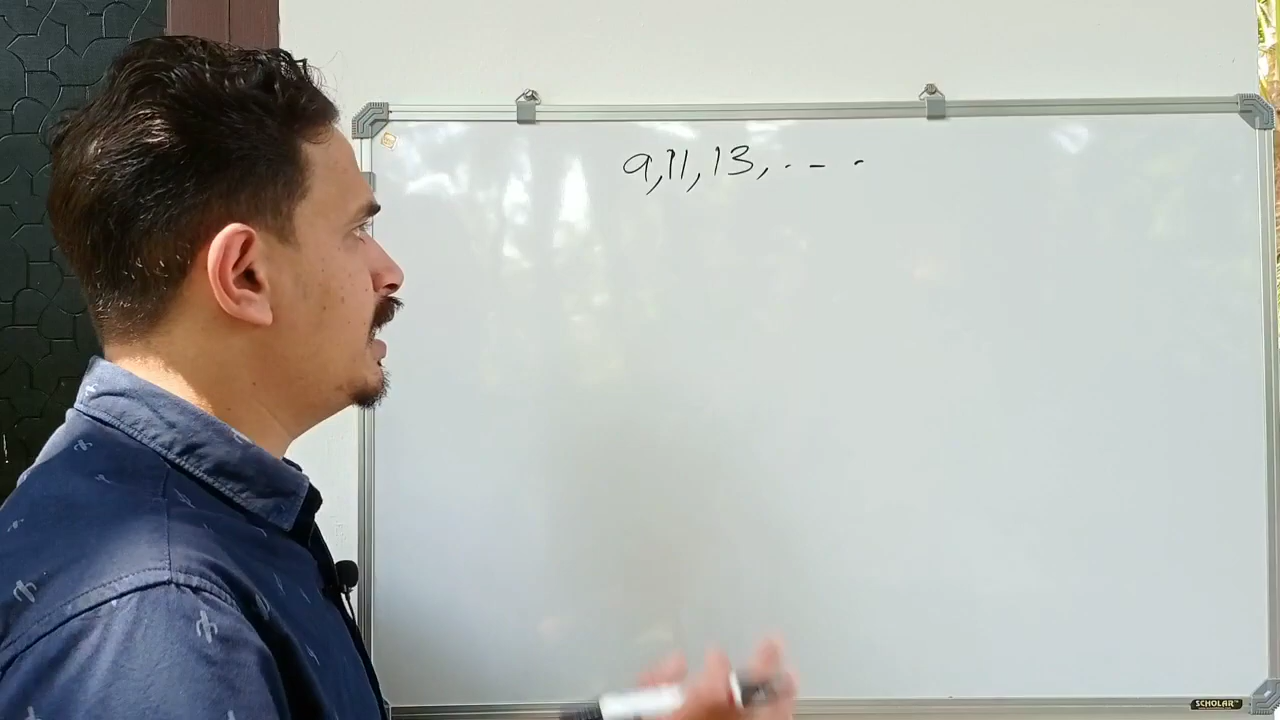 9, 11, 13, . - .
SCHOLAR